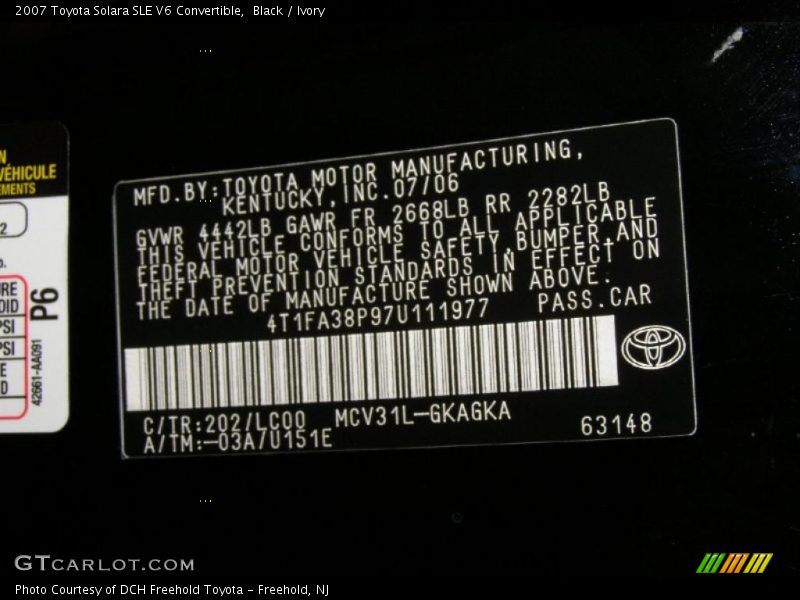 2007 Toyota Solara SLE V6 Convertible,  Black / Ivory
...
N
VÉHICULE
EMENTS
2
P6
42661-AA091
MFD.BY:TOYOTA MOTOR MANUFACTURING,
KENTUCKY,INC.07/06
GVWR 4442LB GAWR FR 2668LB RR 2282LB
THIS VEHICLE CONFORMS TO ALL APPLICABLE
FEDERAL MOTOR VEHICLE SAFETY,BUMPER AND
THEFT PREVENTION STANDARDS IN EFFECT ON
THE DATE OF MANUFACTURE SHOWN ABOVE.
4T1FA38P97U111977 PASS.CAR
C/TR:202/LC00 MCV31L-GKAGKA
A/TM:-03A/U151E 63148
...
GTCARLOT.COM
Photo Courtesy of DCH Freehold Toyota - Freehold, NJ